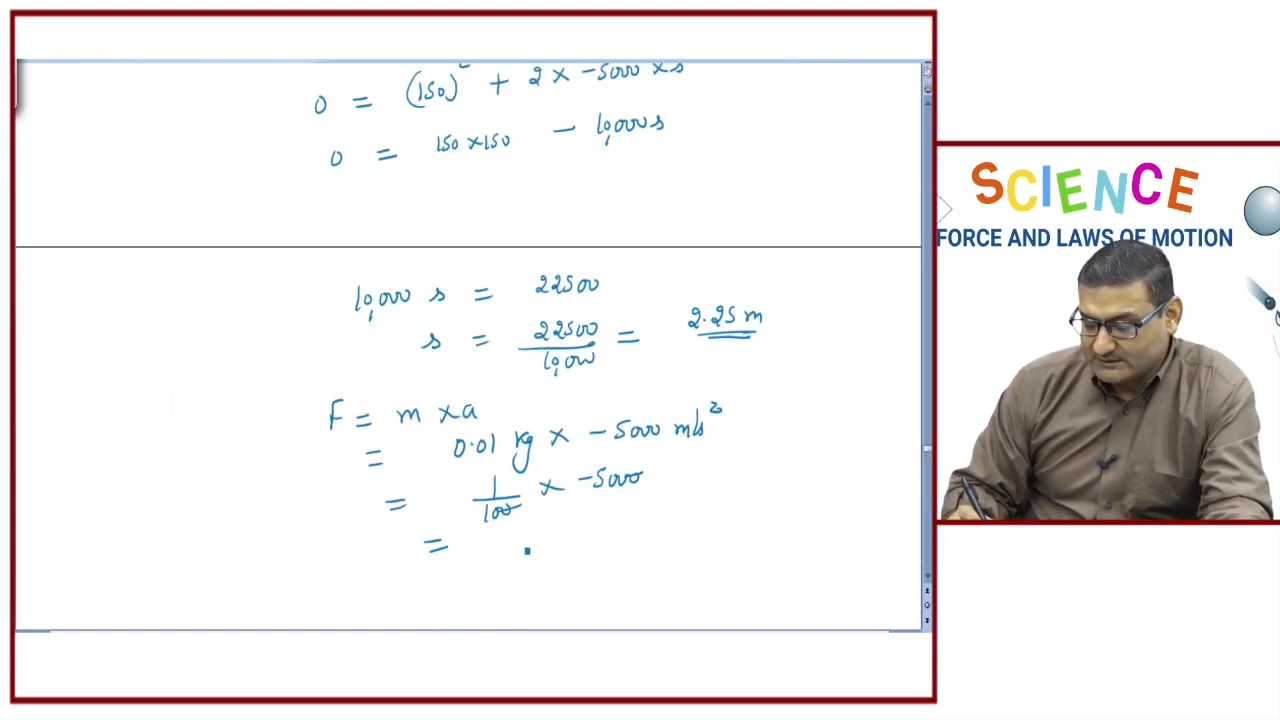 0 = (150)² + 2 × -5000 × s
0 = 150 × 150 - 10,000 s
10,000 s = 22500
s = 22500/10,000 = 2.25 m
F = m × a
= 0.01 kg × -5000 m/s²
= 1/100 × -5000
=
SCIENCE
FORCE AND LAWS OF MOTION